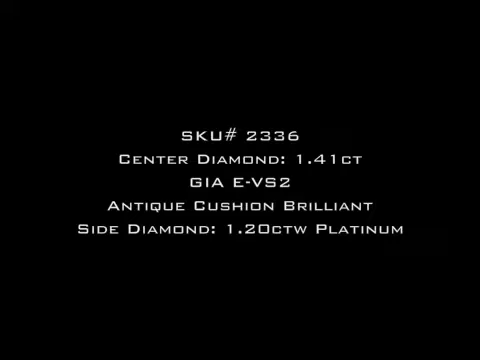 SKU# 2336
Center Diamond: 1.41ct
GIA E-VS2
Antique Cushion Brilliant
Side Diamond: 1.20ctw Platinum